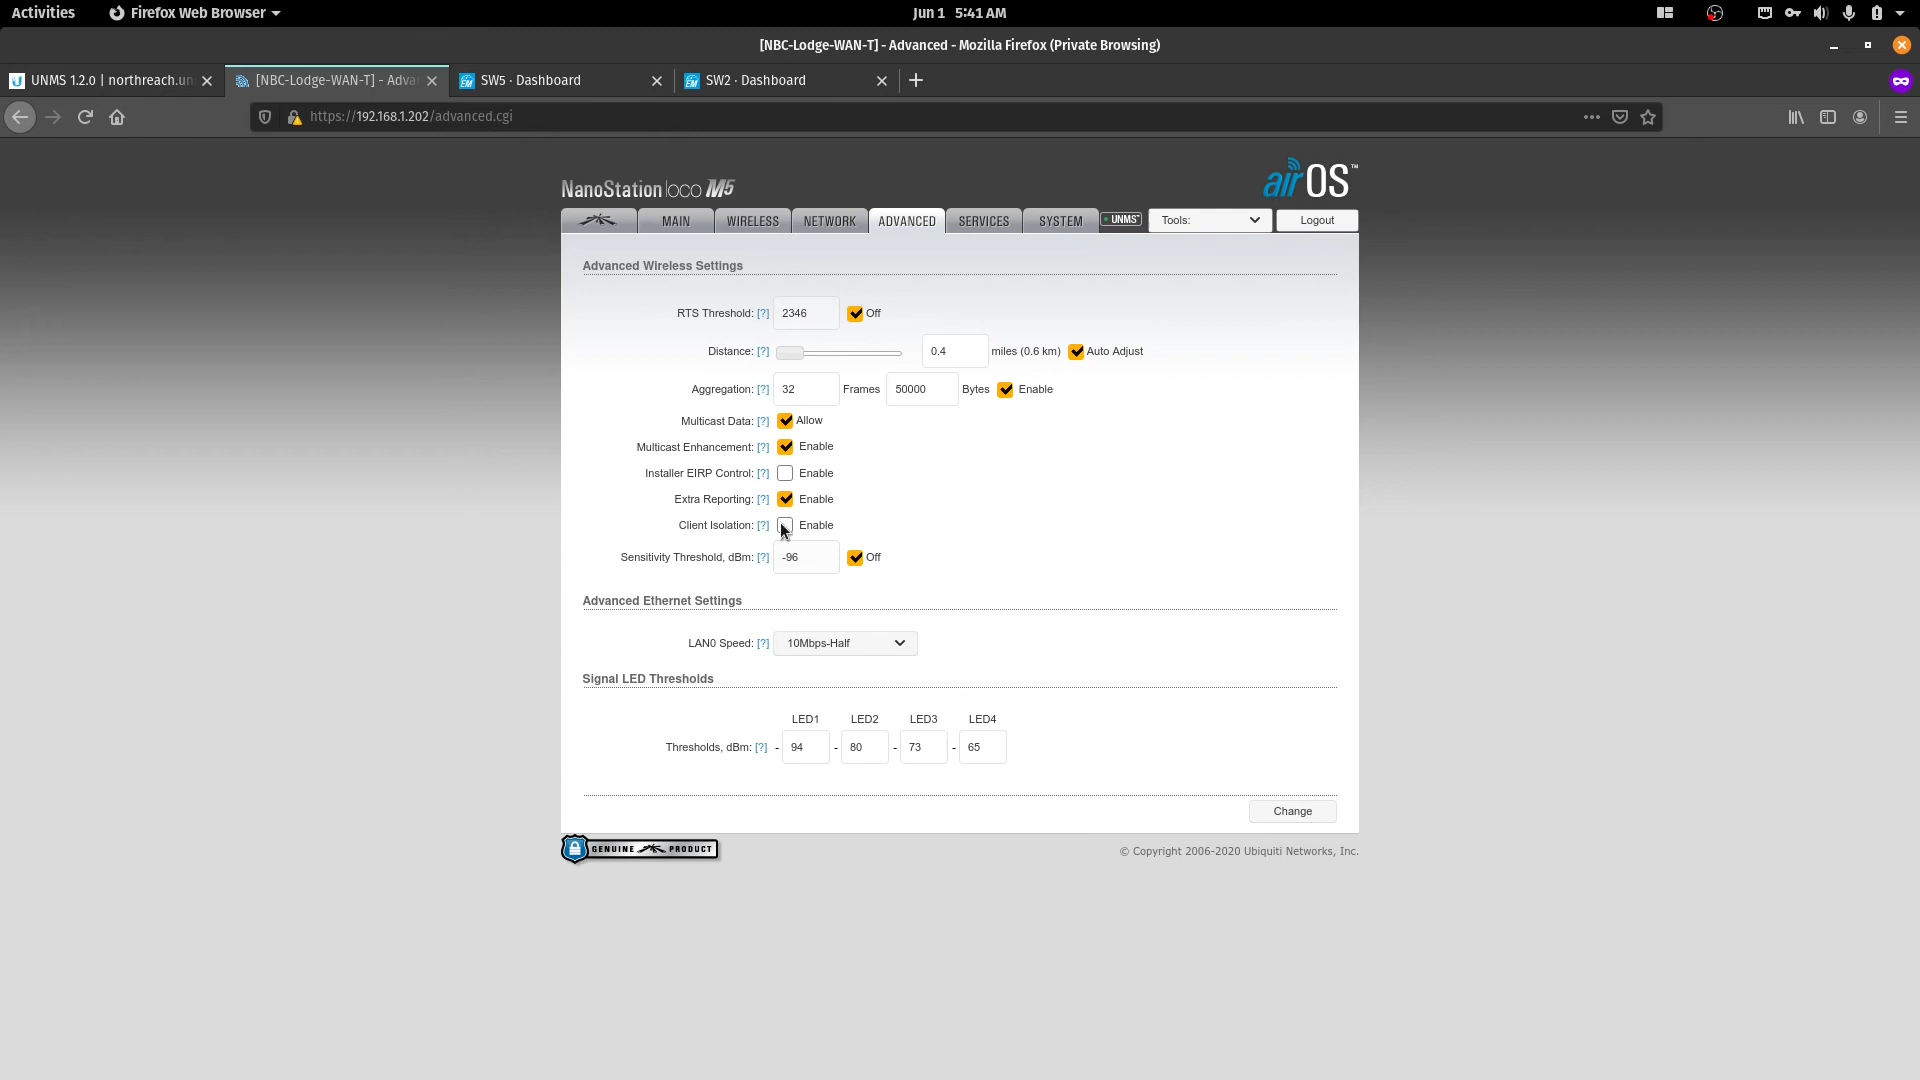 Activities Firefox Web Browser Jun 1 5:41 AM
[NBC-Lodge-WAN-T] - Advanced - Mozilla Firefox (Private Browsing)
UNMS 1.2.0 | northreach.un [NBC-Lodge-WAN-T] - Adva SW5 · Dashboard SW2 · Dashboard
https://192.168.1.202/advanced.cgi
NanoStation loco M5 airOS™
MAIN WIRELESS NETWORK ADVANCED SERVICES SYSTEM UNMS™ Tools: Logout
Advanced Wireless Settings
RTS Threshold: [?] 2346 Off
Distance: [?] 0.4 miles (0.6 km) Auto Adjust
Aggregation: [?] 32 Frames 50000 Bytes Enable
Multicast Data: [?] Allow
Multicast Enhancement: [?] Enable
Installer EIRP Control: [?] Enable
Extra Reporting: [?] Enable
Client Isolation: [?] Enable
Sensitivity Threshold, dBm: [?] -96 Off
Advanced Ethernet Settings
LAN0 Speed: [?] 10Mbps-Half
Signal LED Thresholds
LED1 LED2 LED3 LED4
Thresholds, dBm: [?] - 94 - 80 - 73 - 65
Change
GENUINE PRODUCT
© Copyright 2006-2020 Ubiquiti Networks, Inc.